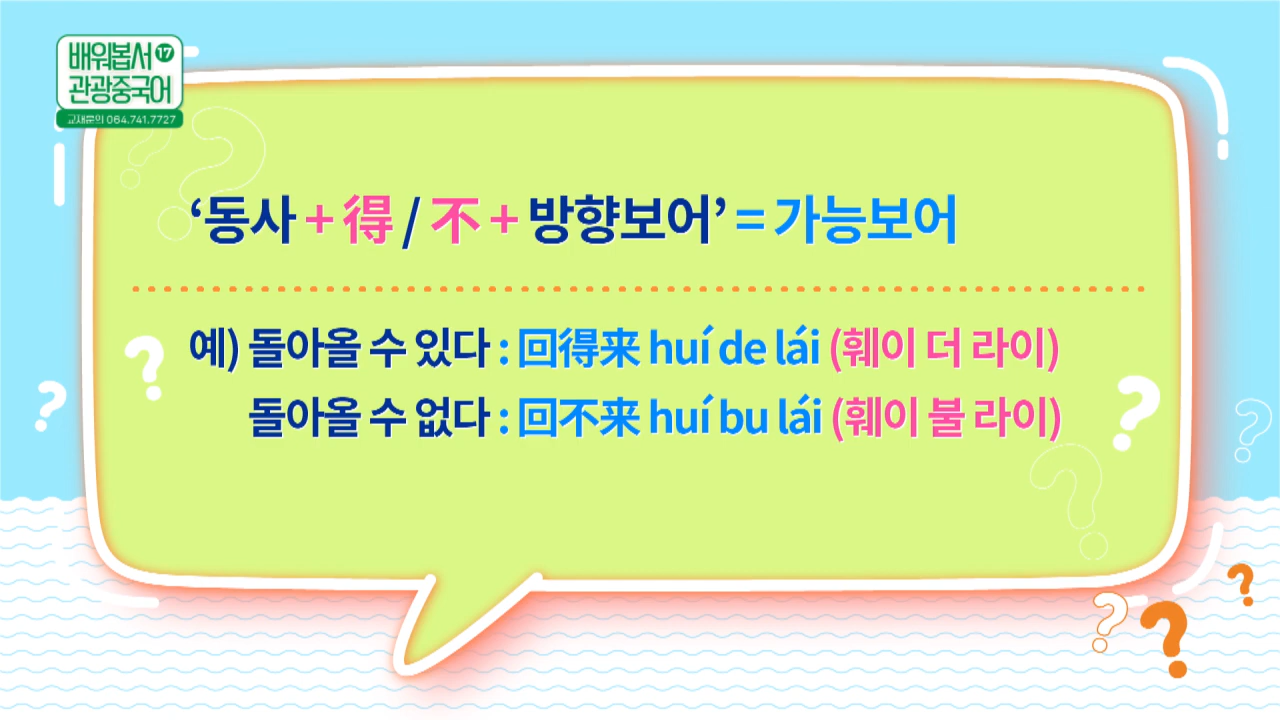 배워봅서 17
관광중국어
교재문의 064.741.7727
‘동사 + 得 / 不 + 방향보어’ = 가능보어
예) 돌아올 수 있다 : 回得来 huí de lái (훼이 더 라이)
돌아올 수 없다 : 回不来 huí bu lái (훼이 불 라이)